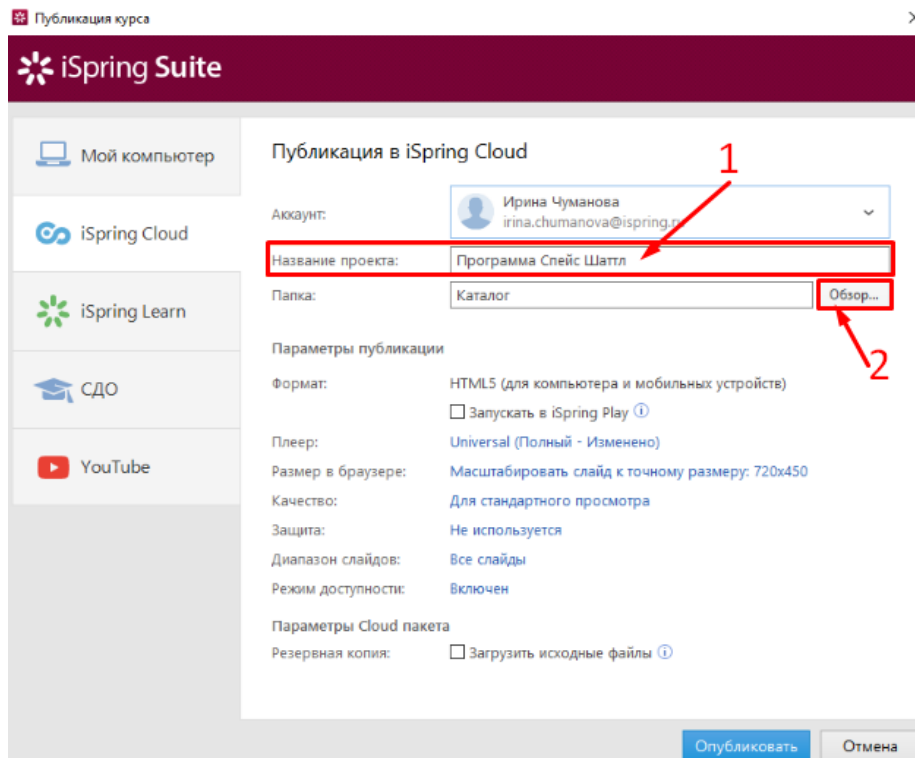 Публикация курса
iSpring Suite
Мой компьютер
iSpring Cloud
iSpring Learn
СДО
YouTube
Публикация в iSpring Cloud
1
Аккаунт:
Ирина Чуманова
irina.chumanova@ispring.ru
Название проекта: Программа Спейс Шаттл
Папка: Каталог Обзор...
2
Параметры публикации
Формат: HTML5 (для компьютера и мобильных устройств)
Запускать в iSpring Play
Плеер: Universal (Полный - Изменено)
Размер в браузере: Масштабировать слайд к точному размеру: 720x450
Качество: Для стандартного просмотра
Защита: Не используется
Диапазон слайдов: Все слайды
Режим доступности: Включен
Параметры Cloud пакета
Резервная копия: Загрузить исходные файлы
Опубликовать Отмена